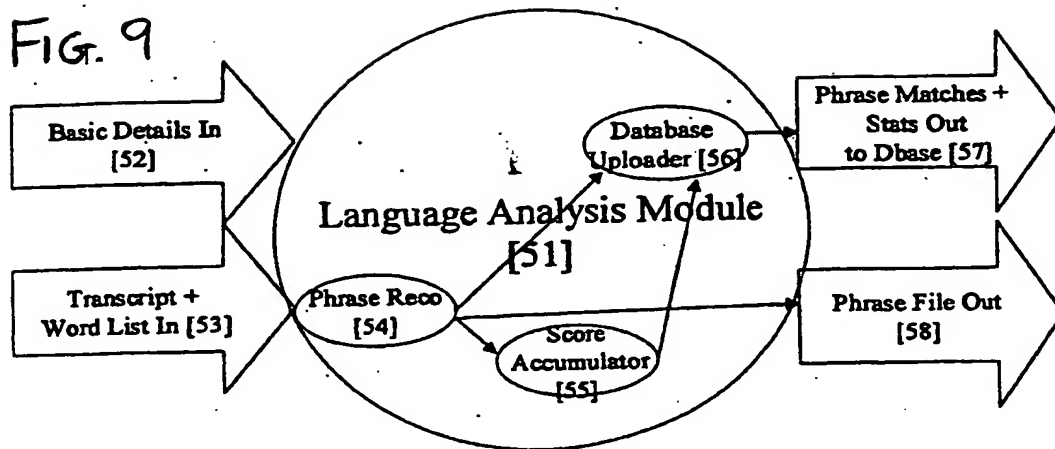 FIG. 9
Basic Details In
[52]
Transcript +
Word List In [53]
Language Analysis Module
[51]
Phrase Reco
[54]
Score
Accumulator
[55]
Database
Uploader [56]
Phrase Matches +
Stats Out
to Dbase [57]
Phrase File Out
[58]